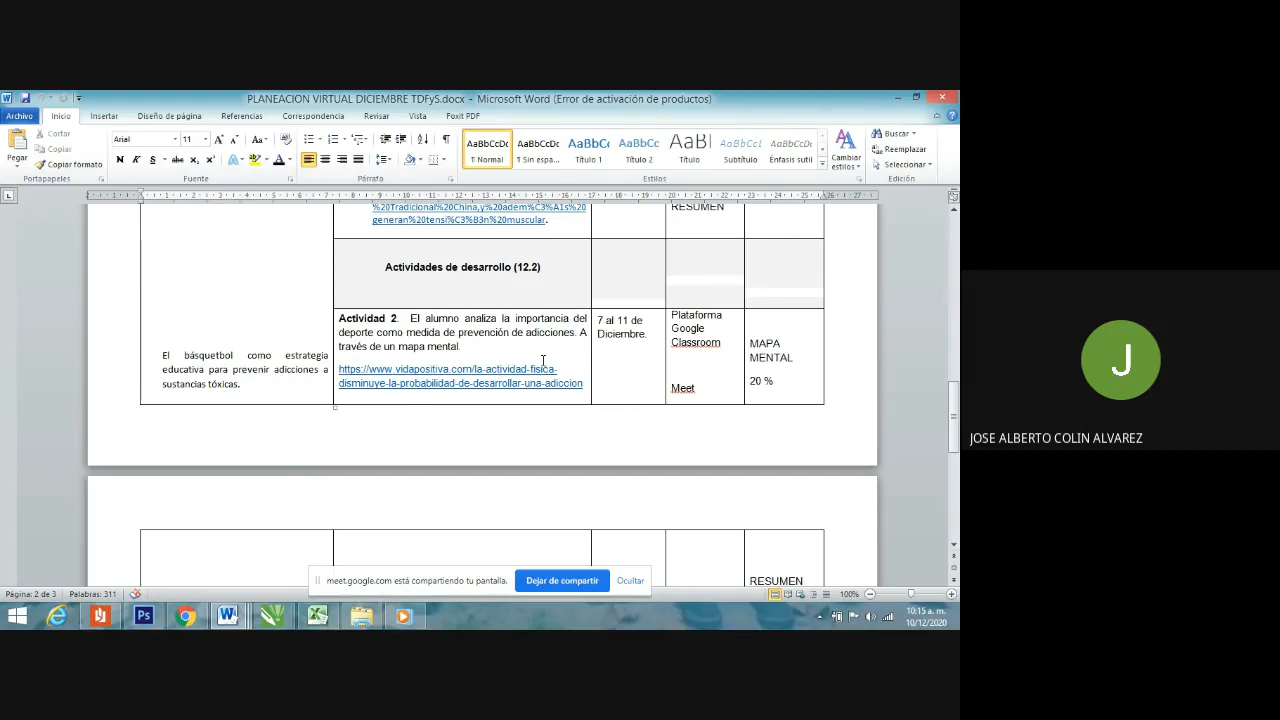 PLANEACION VIRTUAL DICIEMBRE TDFyS.docx - Microsoft Word (Error de activación de productos)
Archivo Inicio Insertar Diseño de página Referencias Correspondencia Revisar Vista Foxit PDF
Pegar
Cortar
Copiar
Copiar formato
Portapapeles
Arial 11
Fuente
Párrafo
AaBbCcDc AaBbCcDc AaBbCc AaBbCc AaBl AaBbCc AaBbCcDc
¶ Normal ¶ Sin espa... Título 1 Título 2 Título Subtítulo Énfasis sutil
Estilos
Cambiar estilos
Buscar
Reemplazar
Seleccionar
Edición
%20Tradicional%20China,y%20adem%C3%A1s%20
generan%20tensi%C3%B3n%20muscular.
RESUMEN
Actividades de desarrollo (12.2)
El básquetbol como estrategia
educativa para prevenir adicciones a
sustancias tóxicas.
Actividad 2. El alumno analiza la importancia del
deporte como medida de prevención de adicciones. A
través de un mapa mental.
https://www.vidapositiva.com/la-actividad-fisica-
disminuye-la-probabilidad-de-desarrollar-una-adiccion
7 al 11 de
Diciembre.
Plataforma
Google
Classroom
Meet
MAPA
MENTAL
20 %
RESUMEN
meet.google.com está compartiendo tu pantalla. Dejar de compartir Ocultar
Página: 2 de 3 Palabras: 311 100%
10:15 a. m.
10/12/2020
J
JOSE ALBERTO COLIN ALVAREZ